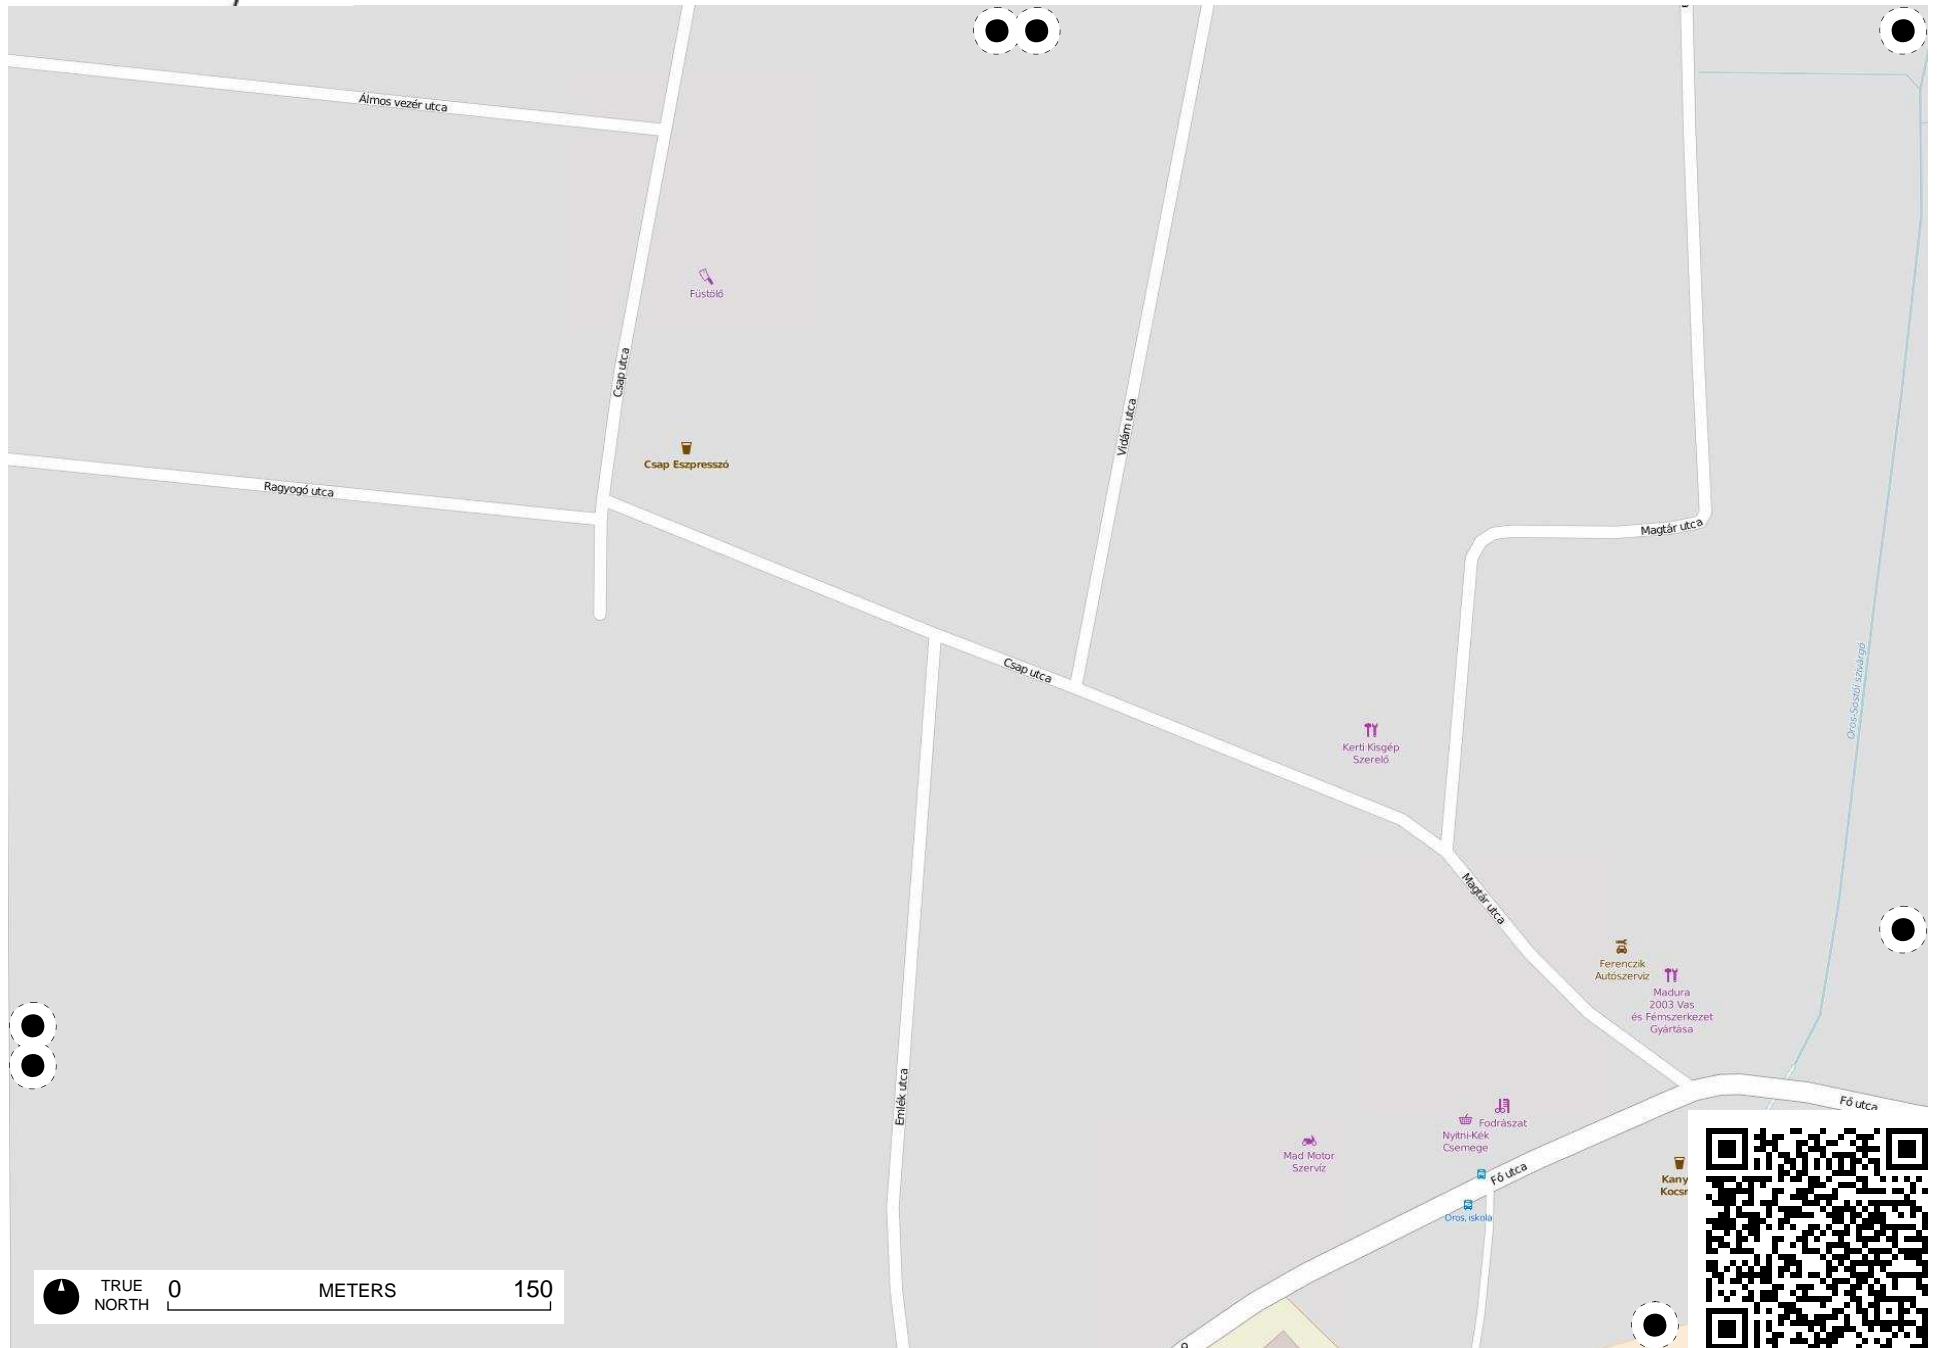 Álmos vezér utca
Füstölő
Csap utca
Vidám utca
Csap Eszpresszó
Ragyogó utca
Magtár utca
Csap utca
Oros-Sóstói szivárgó
Kerti Kisgép
Szerelő
Magtár utca
Ferenczik
Autószerviz
Madura
2003 Vas
és Fémszerkezet
Gyártása
Emlék utca
Fő utca
Fodrászat
Nyitni-Kék
Csemege
Mad Motor
Szerviz
Fő utca
Oros, iskola
TRUE
NORTH
0 METERS 150